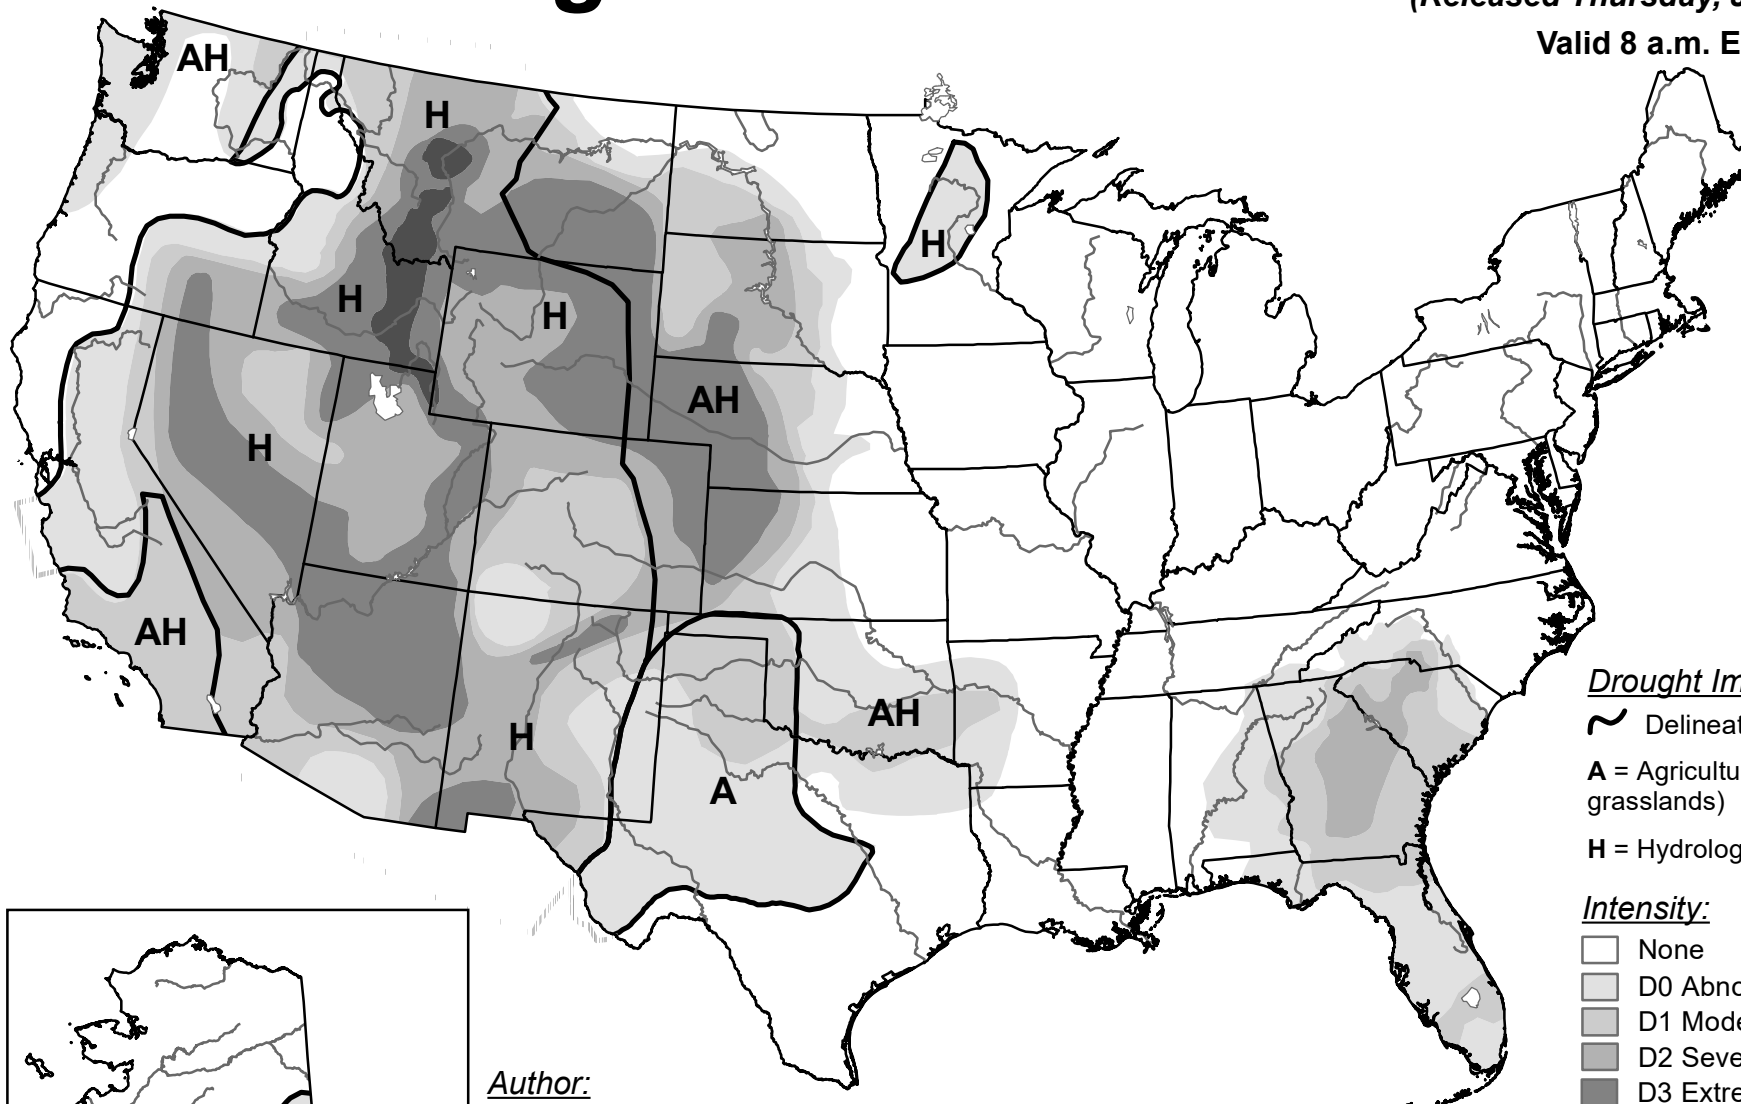 (Released Thursday,
Valid 8 a.m. E
AH
H
H
H
H
AH
H
AH
H
AH
A
Drought Im
Delineat
A = Agricultu
grasslands)
H = Hydrolog
Intensity:
None
D0 Abno
D1 Mode
D2 Seve
D3 Extre
Author: